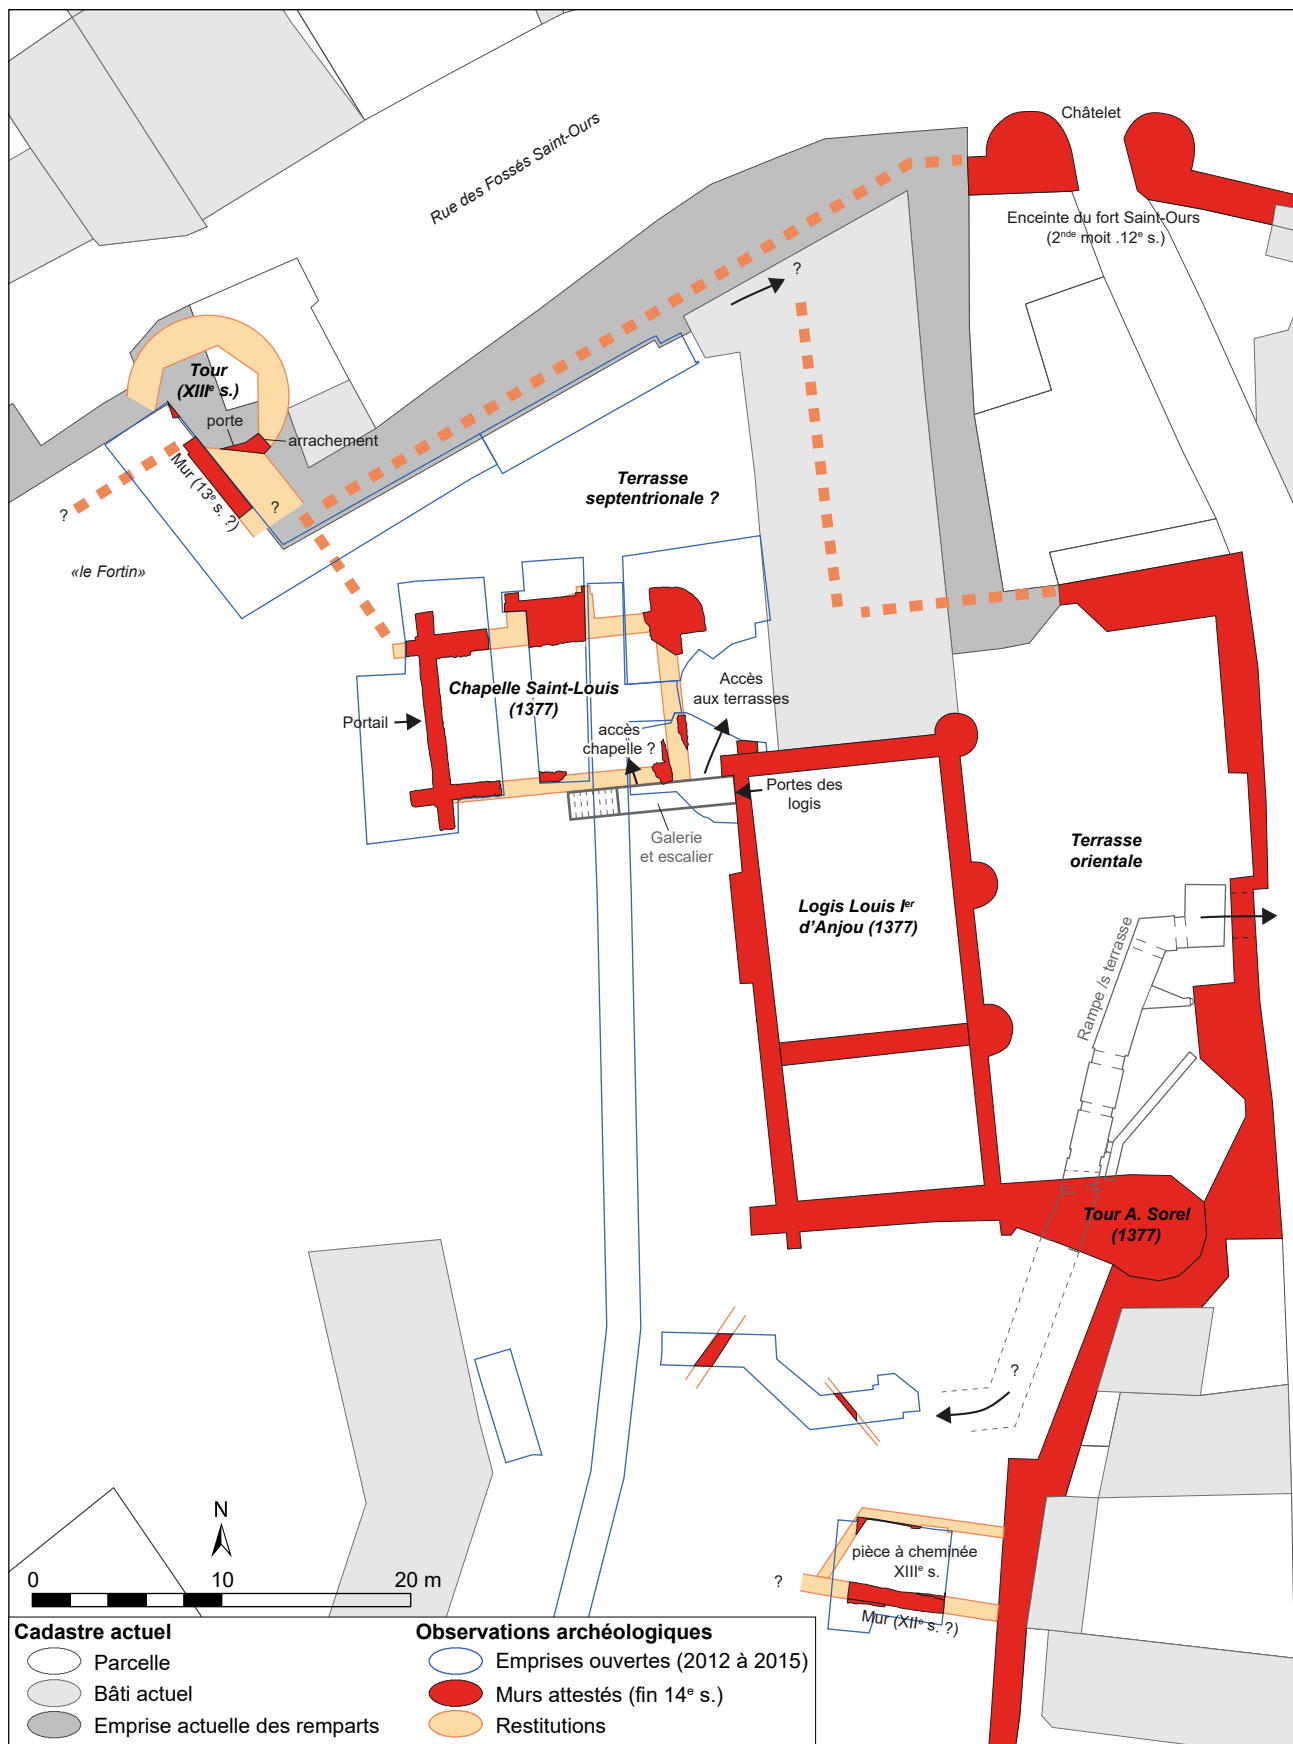 Châtelet
Rue des Fossés Saint-Ours
Enceinte du fort Saint-Ours
(2nde moit .12e s.)
?
Tour
(XIIIe s.)
porte
arrachement
Mur (13e s. ?)
?
?
Terrasse
septentrionale ?
«le Fortin»
Chapelle Saint-Louis
(1377)
Accès
aux terrasses
Portail
accès
chapelle ?
Portes des
logis
Galerie
et escalier
Terrasse
orientale
Logis Louis Ier
d'Anjou (1377)
Rampe /s terrasse
Tour A. Sorel
(1377)
?
N
pièce à cheminée
XIIIe s.
?
Mur (XIIe s. ?)
0 10 20 m
Cadastre actuel
Parcelle
Bâti actuel
Emprise actuelle des remparts
Observations archéologiques
Emprises ouvertes (2012 à 2015)
Murs attestés (fin 14e s.)
Restitutions